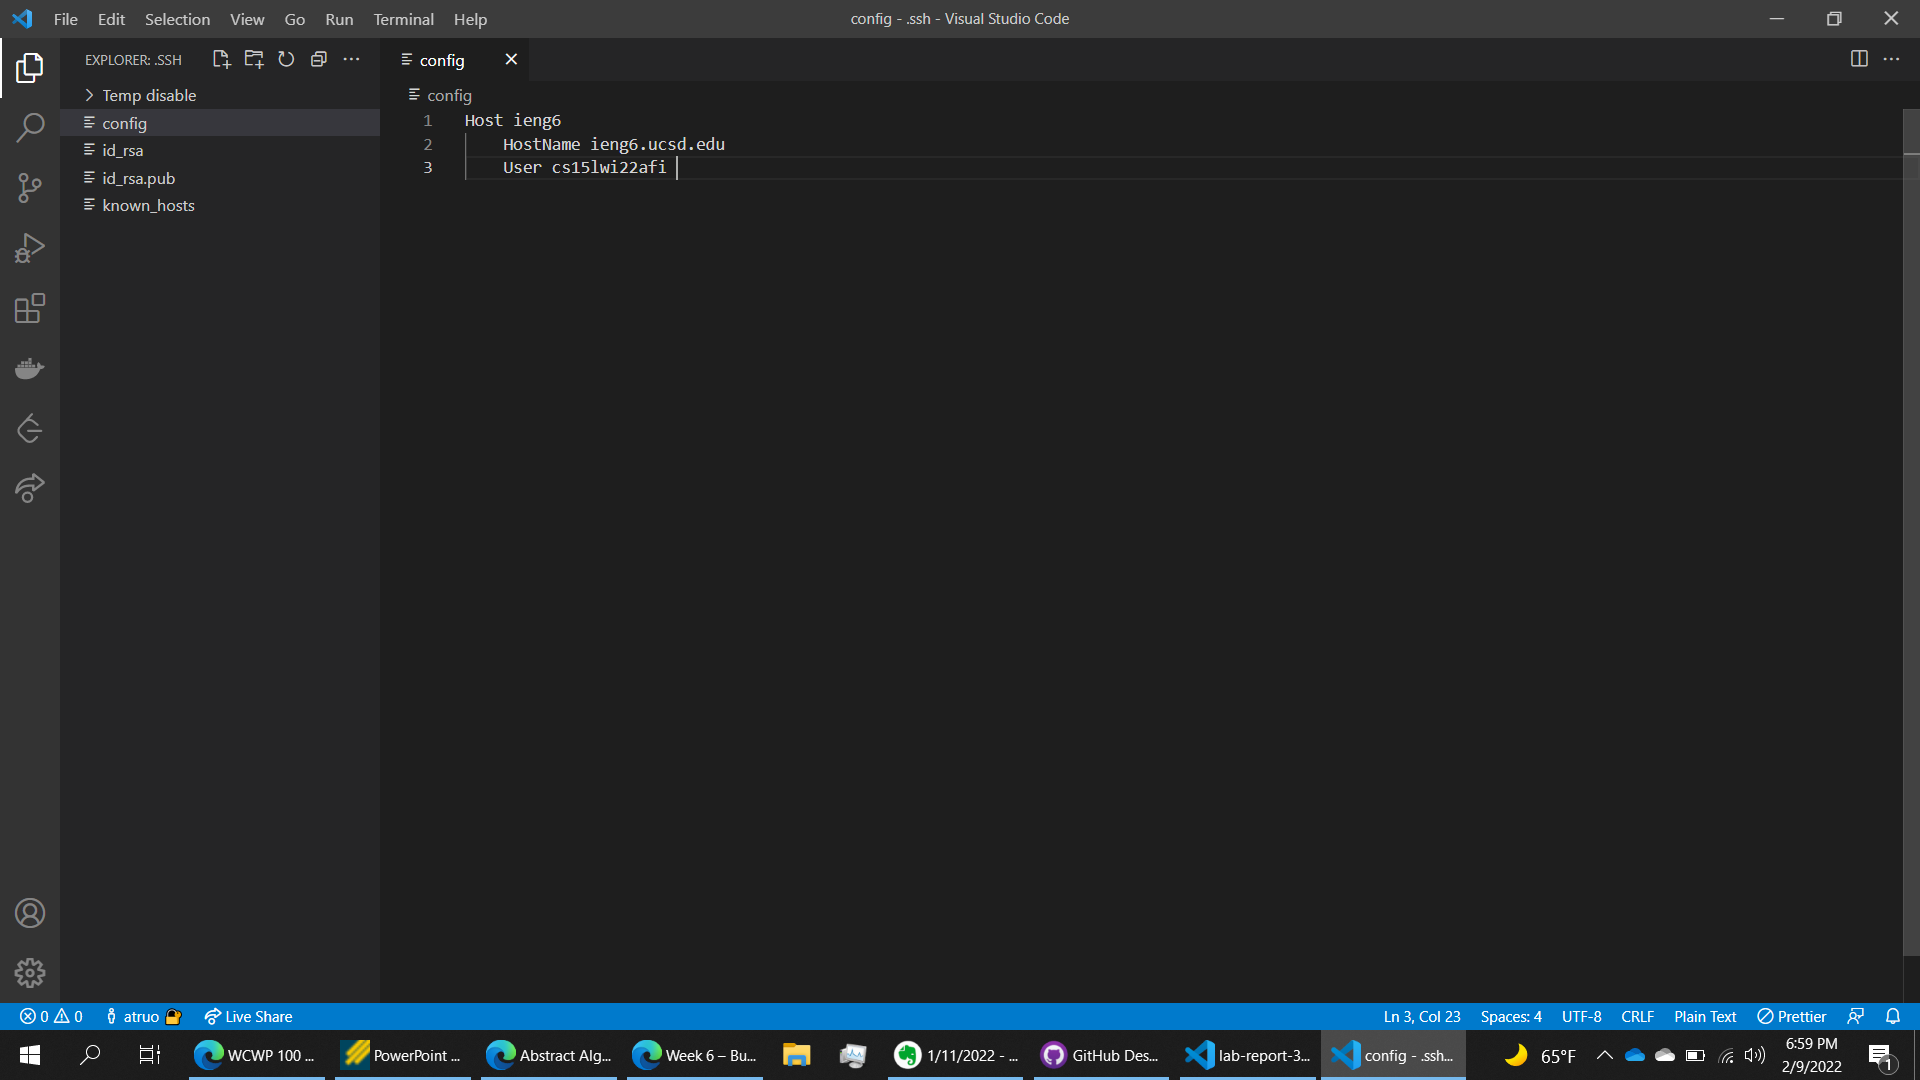 File Edit Selection View Go Run Terminal Help
config - .ssh - Visual Studio Code
EXPLORER: .SSH
config
Temp disable
config
id_rsa
id_rsa.pub
known_hosts
config
1 Host ieng6
2 HostName ieng6.ucsd.edu
3 User cs15lwi22afi
0 0 atruo Live Share
Ln 3, Col 23 Spaces: 4 UTF-8 CRLF Plain Text Prettier
WCWP 100 ... PowerPoint ... Abstract Alg... Week 6 – Bu... 1/11/2022 - ... GitHub Des... lab-report-3... config - .ssh...
65°F
6:59 PM
2/9/2022
1